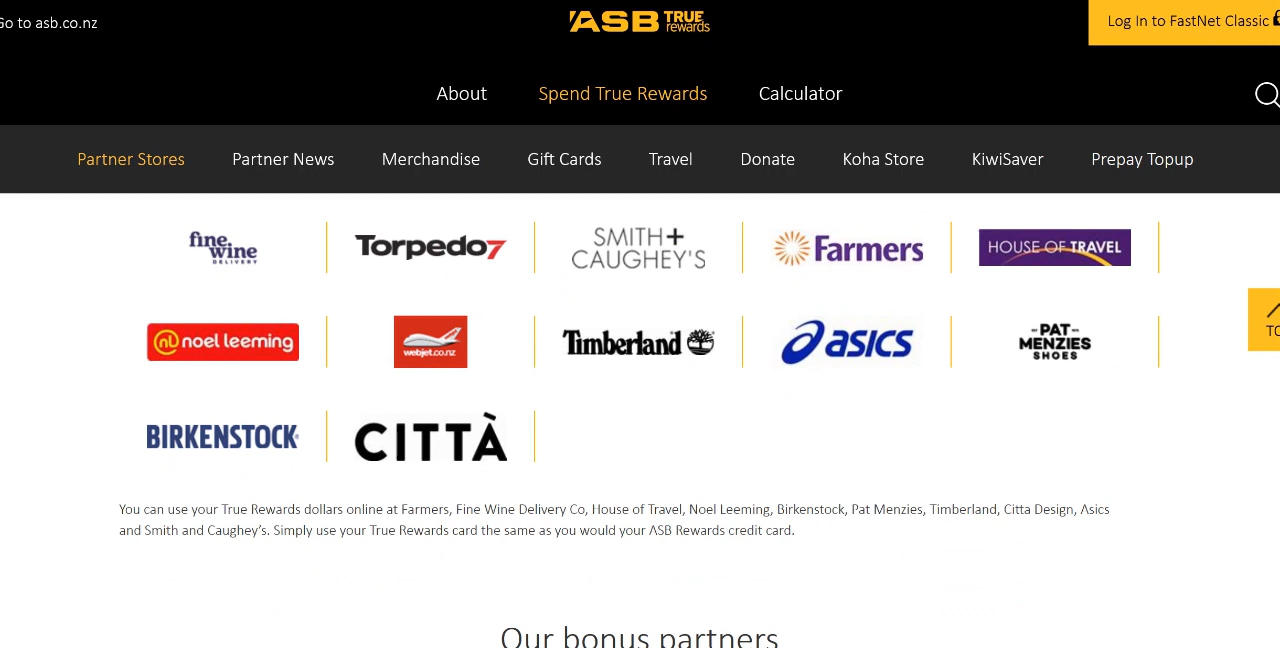 Go to asb.co.nz
ASB TRUE rewards
Log In to FastNet Classic
About Spend True Rewards Calculator
Partner Stores Partner News Merchandise Gift Cards Travel Donate Koha Store KiwiSaver Prepay Topup
fine wine DELIVERY Torpedo7 SMITH+ CAUGHEY'S Farmers HOUSE OF TRAVEL
nl noel leeming webjet.co.nz Timberland asics PAT MENZIES SHOES
TO
BIRKENSTOCK CITTÀ
You can use your True Rewards dollars online at Farmers, Fine Wine Delivery Co, House of Travel, Noel Leeming, Birkenstock, Pat Menzies, Timberland, Citta Design, Asics
and Smith and Caughey’s. Simply use your True Rewards card the same as you would your ASB Rewards credit card.
Our bonus partners